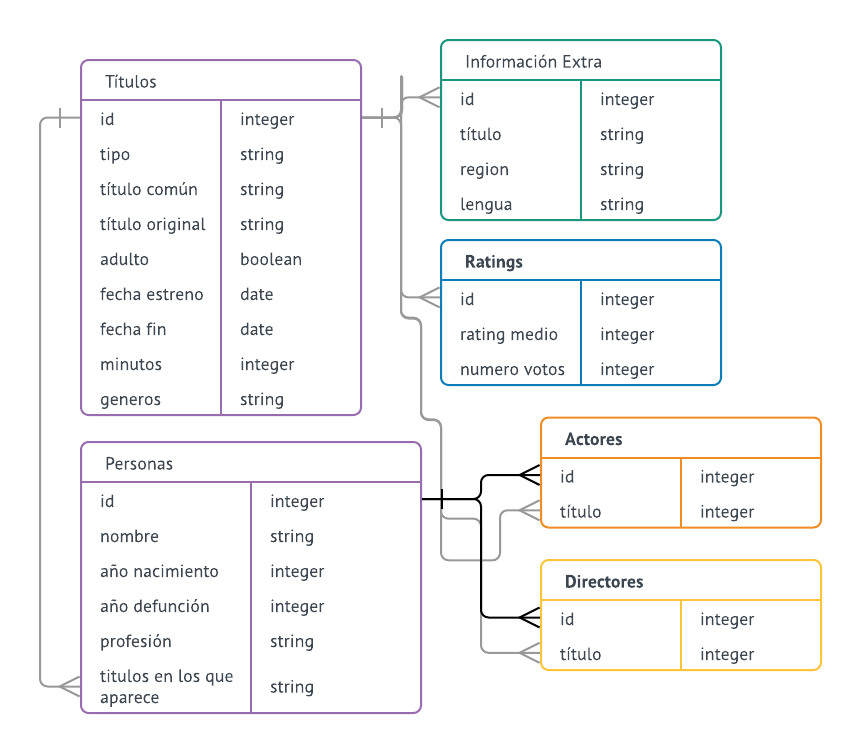 Títulos
id integer
tipo string
título común string
título original string
adulto boolean
fecha estreno date
fecha fin date
minutos integer
generos string
Información Extra
id integer
título string
region string
lengua string
Ratings
id integer
rating medio integer
numero votos integer
Personas
id integer
nombre string
año nacimiento integer
año defunción integer
profesión string
titulos en los que
aparece string
Actores
id integer
título integer
Directores
id integer
título integer